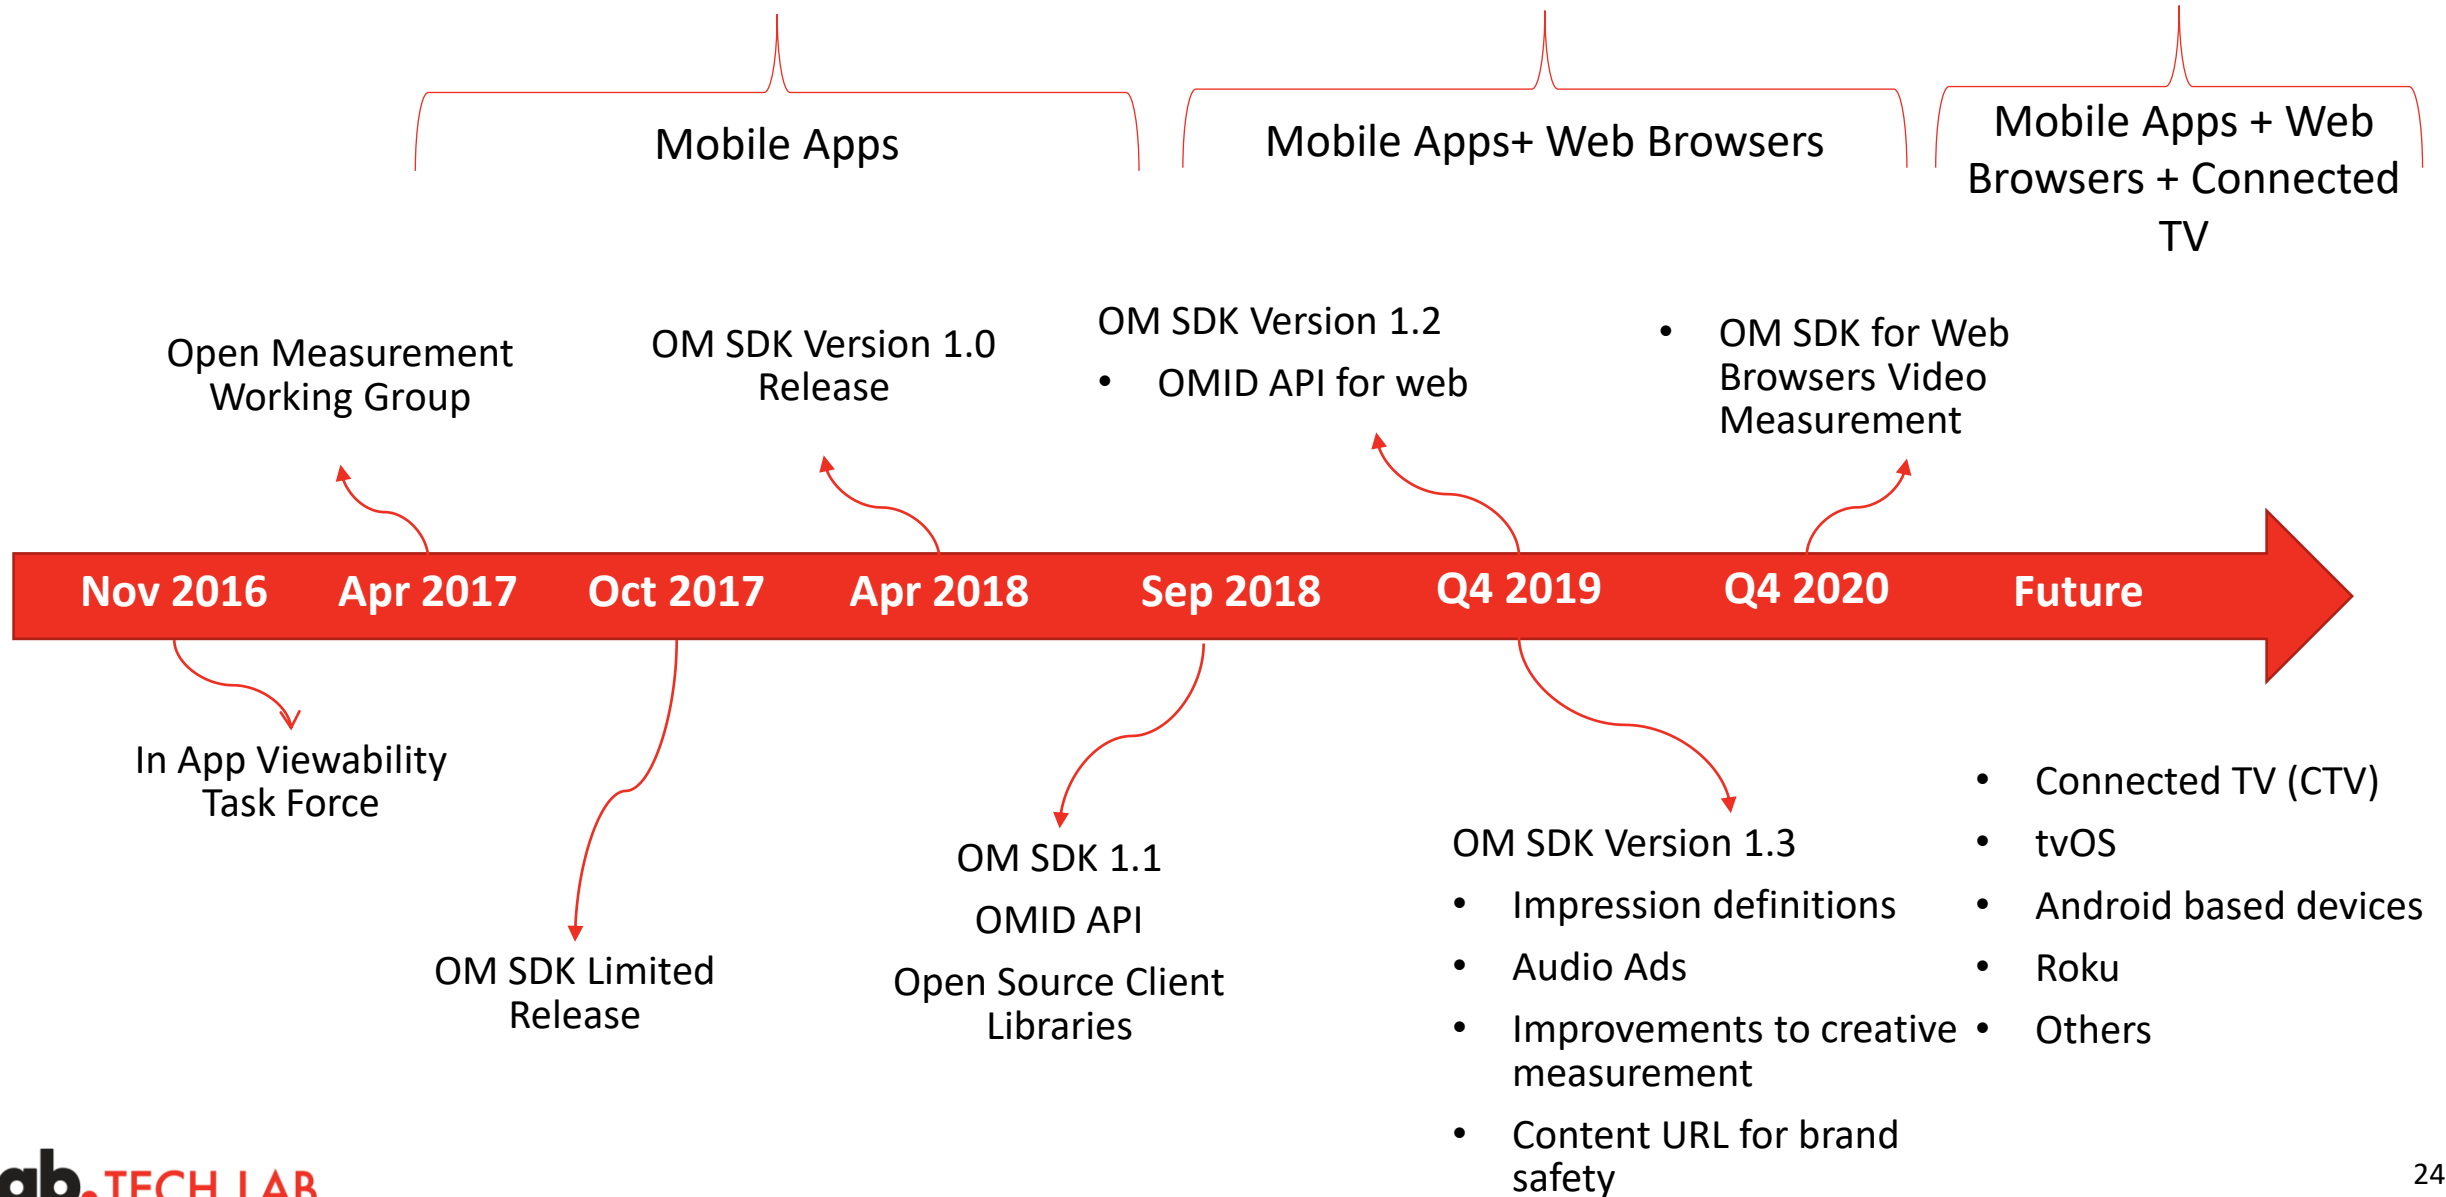 Mobile Apps
Mobile Apps+ Web Browsers
Mobile Apps + Web
Browsers + Connected
TV
Open Measurement
Working Group
OM SDK Version 1.0
Release
OM SDK Version 1.2
• OMID API for web
• OM SDK for Web
Browsers Video
Measurement
Nov 2016 Apr 2017 Oct 2017 Apr 2018 Sep 2018 Q4 2019 Q4 2020 Future
In App Viewability
Task Force
OM SDK Limited
Release
OM SDK 1.1
OMID API
Open Source Client
Libraries
OM SDK Version 1.3
• Impression definitions
• Audio Ads
• Improvements to creative
measurement
• Content URL for brand
safety
• Connected TV (CTV)
• tvOS
• Android based devices
• Roku
• Others
ab. TECH LAB
24